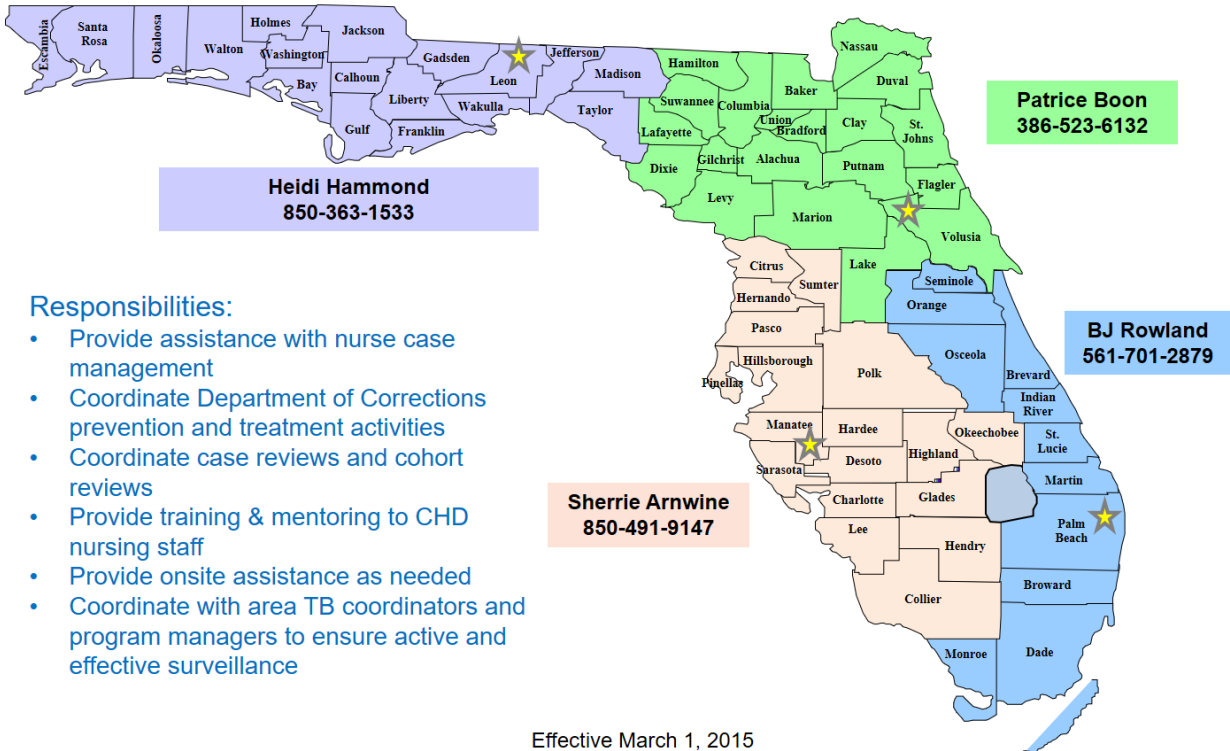 Escambia
Santa
Rosa
Okaloosa
Walton
Holmes
Washington
Bay
Jackson
Calhoun
Gulf
Liberty
Franklin
Gadsden
Leon
Wakulla
Jefferson
Madison
Taylor
Hamilton
Suwannee
Lafayette
Dixie
Columbia
Gilchrist
Levy
Baker
Union
Bradford
Alachua
Marion
Nassau
Duval
Clay
St.
Johns
Putnam
Flagler
Volusia
Lake
Patrice Boon
386-523-6132
Heidi Hammond
850-363-1533
Citrus
Sumter
Hernando
Pasco
Hillsborough
Pinellas
Polk
Manatee
Hardee
Sarasota
Desoto
Highland
Okeechobee
Charlotte
Glades
Lee
Hendry
Collier
Seminole
Orange
Osceola
Brevard
Indian
River
St.
Lucie
Martin
Palm
Beach
Broward
Dade
Monroe
BJ Rowland
561-701-2879
Sherrie Arnwine
850-491-9147
Responsibilities:
• Provide assistance with nurse case
management
• Coordinate Department of Corrections
prevention and treatment activities
• Coordinate case reviews and cohort
reviews
• Provide training & mentoring to CHD
nursing staff
• Provide onsite assistance as needed
• Coordinate with area TB coordinators and
program managers to ensure active and
effective surveillance
Effective March 1, 2015